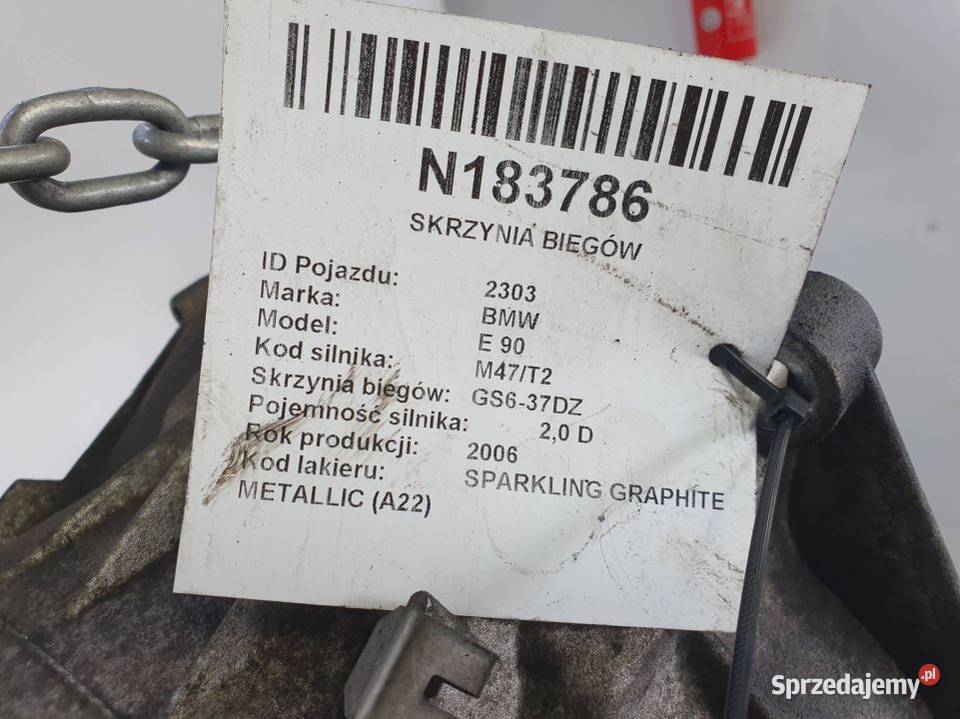 N183786
SKRZYNIA BIEGÓW
ID Pojazdu: 2303
Marka: BMW
Model: E 90
Kod silnika: M47/T2
Skrzynia biegów: GS6-37DZ
Pojemność silnika: 2,0 D
Rok produkcji: 2006
Kod lakieru: SPARKLING GRAPHITE
METALLIC (A22)
Sprzedajemy.pl